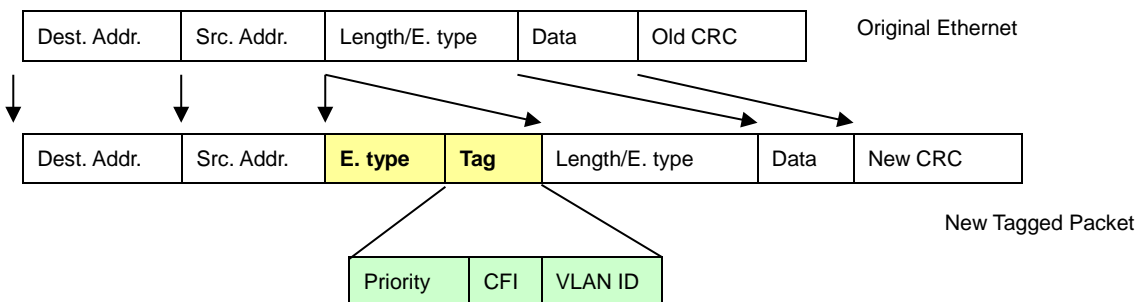 Dest. Addr. Src. Addr. Length/E. type Data Old CRC Original Ethernet
Dest. Addr. Src. Addr. E. type Tag Length/E. type Data New CRC
New Tagged Packet
Priority CFI VLAN ID